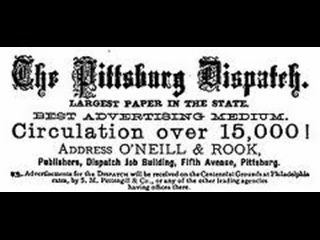 The Pittsburg Dispatch.
LARGEST PAPER IN THE STATE.
BEST ADVERTISING MEDIUM.
Circulation over 15,000!
ADDRESS O'NEILL & ROOK,
Publishers, Dispatch Job Building, Fifth Avenue, Pittsburg.
Advertisements for the DISPATCH will be received on the Centennial Grounds at Philadelphia
extra, by S. M. Pettengill & Co., or any of the other leading agencies
having offices there.